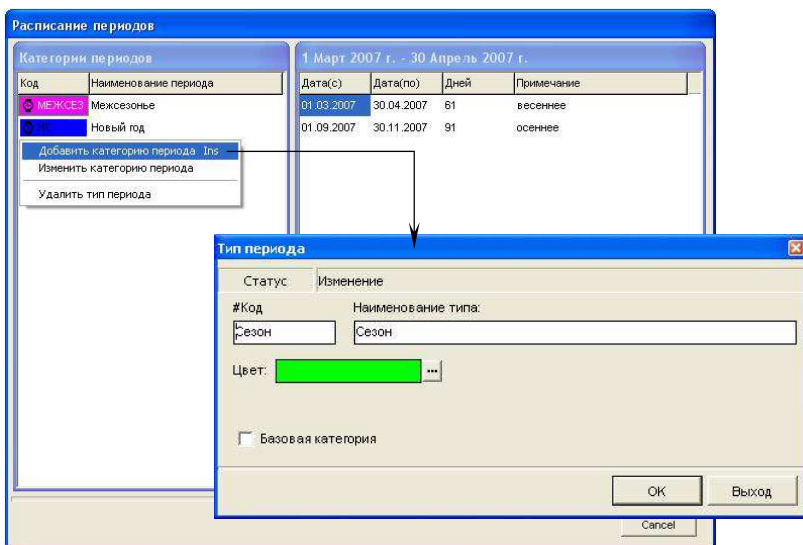 Расписание периодов
Категории периодов
1 Март 2007 г. - 30 Апрель 2007 г.
Код Наименование периода
Дата(с) Дата(по) Дней Примечание
МЕЖСЕЗ Межсезонье
01.03.2007 30.04.2007 61 весеннее
Новый год
01.09.2007 30.11.2007 91 осеннее
Добавить категорию периода Ins
Изменить категорию периода
Удалить тип периода
Тип периода
Статус Изменение
#Код Наименование типа:
Сезон Сезон
Цвет: ...
Базовая категория
OK Выход
Cancel